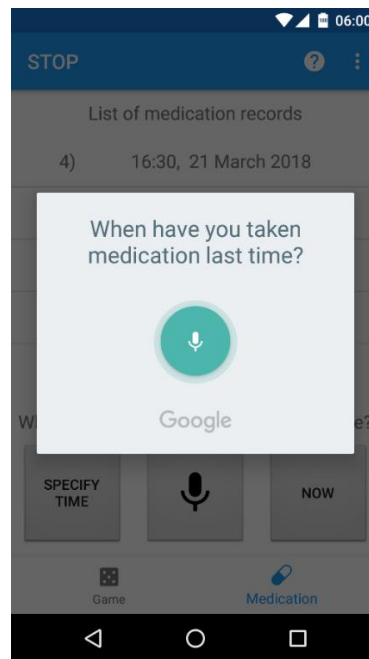 06:00
STOP
List of medication records
4) 16:30, 21 March 2018
When have you taken
medication last time?
Google
SPECIFY
TIME
NOW
Game
Medication